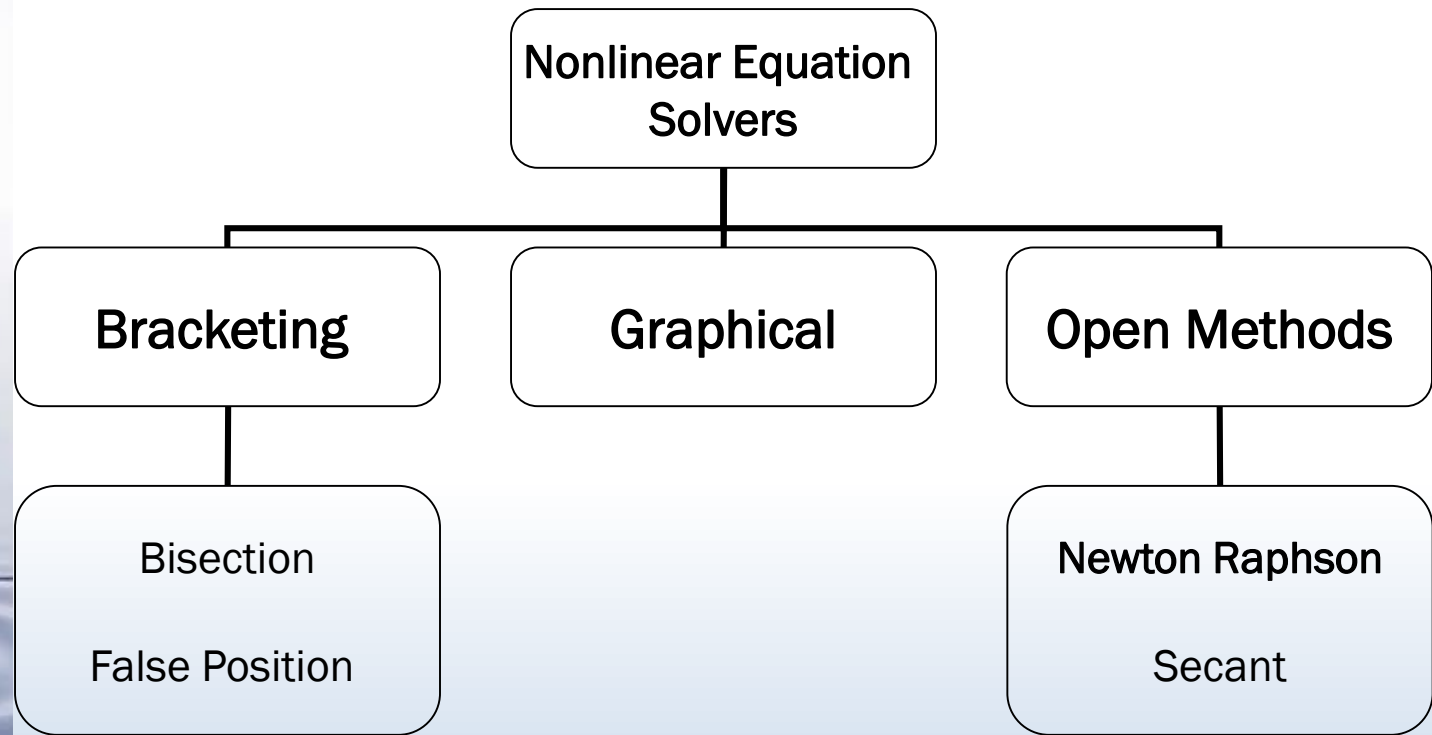 Nonlinear Equation
Solvers
Bracketing
Graphical
Open Methods
Bisection
False Position
Newton Raphson
Secant